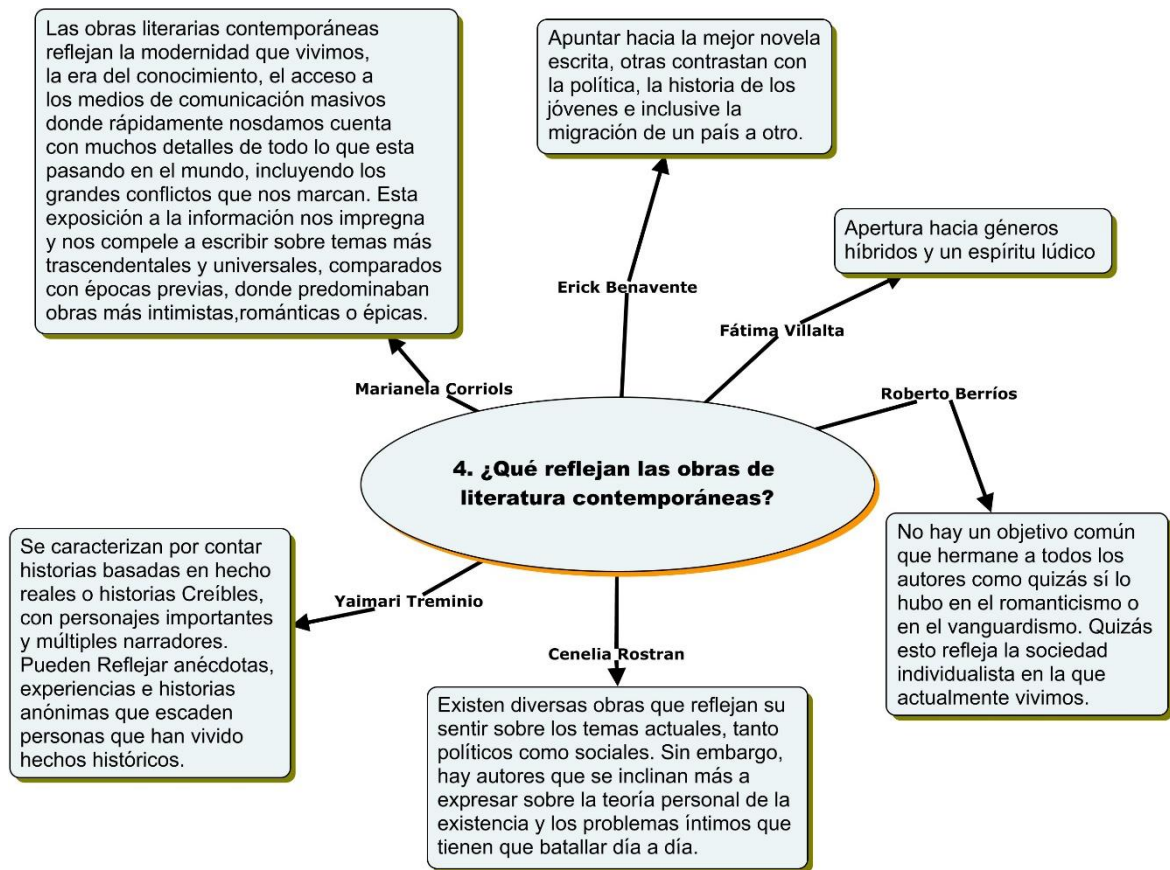 Las obras literarias contemporáneas
reflejan la modernidad que vivimos,
la era del conocimiento, el acceso a
los medios de comunicación masivos
donde rápidamente nosdamos cuenta
con muchos detalles de todo lo que esta
pasando en el mundo, incluyendo los
grandes conflictos que nos marcan. Esta
exposición a la información nos impregna
y nos compele a escribir sobre temas más
trascendentales y universales, comparados
con épocas previas, donde predominaban
obras más intimistas,románticas o épicas.
Marianela Corriols
Apuntar hacia la mejor novela
escrita, otras contrastan con
la política, la historia de los
jóvenes e inclusive la
migración de un país a otro.
Erick Benavente
Apertura hacia géneros
híbridos y un espíritu lúdico
Fátima Villalta
Roberto Berríos
No hay un objetivo común
que hermane a todos los
autores como quizás sí lo
hubo en el romanticismo o
en el vanguardismo. Quizás
esto refleja la sociedad
individualista en la que
actualmente vivimos.
4. ¿Qué reflejan las obras de
literatura contemporáneas?
Yaimari Treminio
Se caracterizan por contar
historias basadas en hecho
reales o historias Creíbles,
con personajes importantes
y múltiples narradores.
Pueden Reflejar anécdotas,
experiencias e historias
anónimas que escaden
personas que han vivido
hechos históricos.
Cenelia Rostran
Existen diversas obras que reflejan su
sentir sobre los temas actuales, tanto
políticos como sociales. Sin embargo,
hay autores que se inclinan más a
expresar sobre la teoría personal de la
existencia y los problemas íntimos que
tienen que batallar día a día.